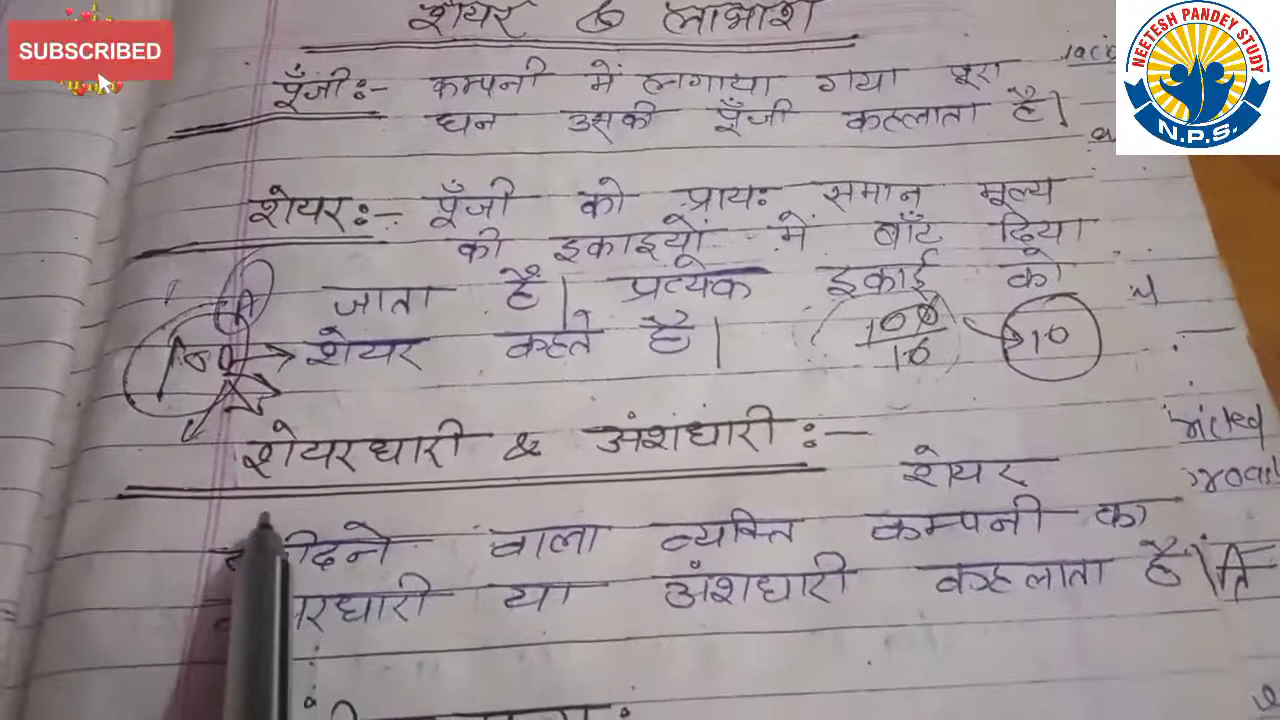 SUBSCRIBED
NEETESH PANDEY STUDY
N.P.S.
शेयर & लाभांश
पूँजी:- कम्पनी में लगाया गया पूरा
धन उसकी पूँजी कहलाता है।
शेयर:- पूँजी को प्रायः समान मूल्य
की इकाइयों में बाँट दिया
जाता है। प्रत्येक इकाई को
शेयर कहते है।
100/10 → 10
शेयरधारी & अंशधारी :-
शेयर
दिने वाला व्यक्ति कम्पनी का
रधारी या अंशधारी कहलाता है।